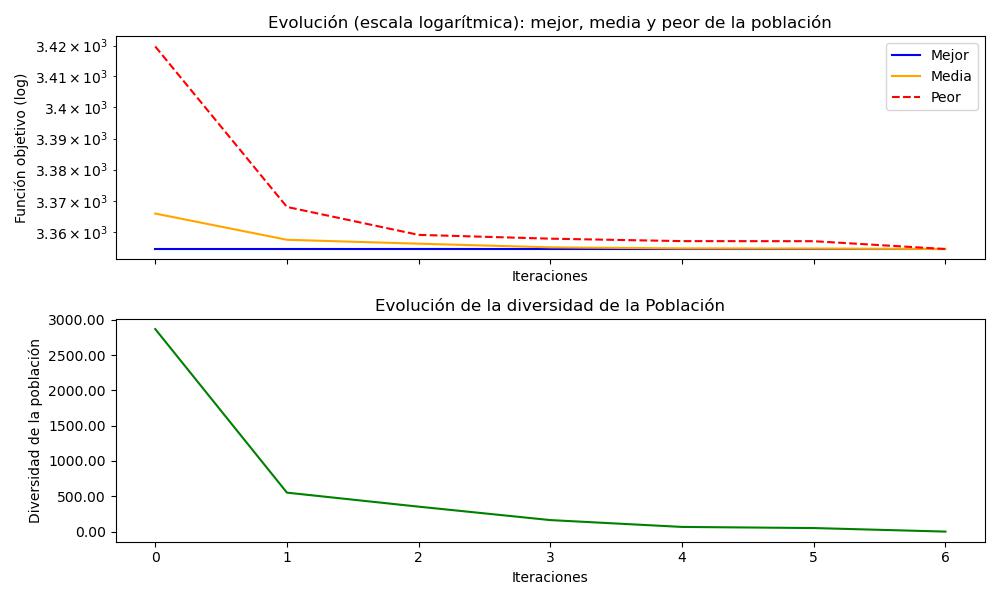 Evolución (escala logarítmica): mejor, media y peor de la población
Función objetivo (log)
3.42 × 10³
3.41 × 10³
3.4 × 10³
3.39 × 10³
3.38 × 10³
3.37 × 10³
3.36 × 10³
Mejor
Media
Peor
Iteraciones
Evolución de la diversidad de la Población
Diversidad de la población
3000.00
2500.00
2000.00
1500.00
1000.00
500.00
0.00
0 1 2 3 4 5 6
Iteraciones